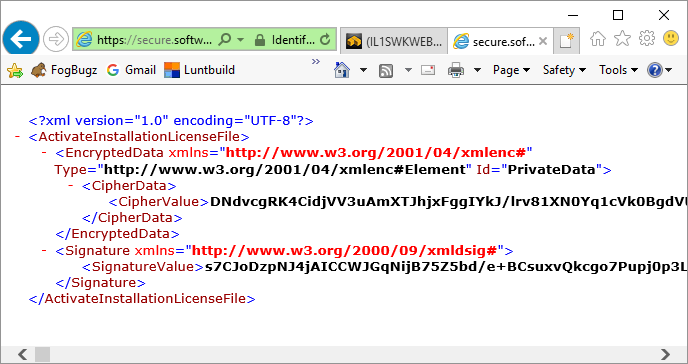 https://secure.softw...
Identif...
(IL1SWKWEB...
secure.sof...
FogBugz
Gmail
Luntbuild
»
Page
Safety
Tools
»
<?xml version="1.0" encoding="UTF-8"?>
- <ActivateInstallationLicenseFile>
- <EncryptedData xmlns="http://www.w3.org/2001/04/xmlenc#"
Type="http://www.w3.org/2001/04/xmlenc#Element" Id="PrivateData">
- <CipherData>
<CipherValue>DNdvcgRK4CidjVV3uAmXTJhjxFggIYkJ/lrv81XN0Yq1cVk0BgdVU
</CipherData>
</EncryptedData>
- <Signature xmlns="http://www.w3.org/2000/09/xmldsig#">
<SignatureValue>s7CJoDzpNJ4jAICCWJGqNijB75Z5bd/e+BCsuxvQkcgo7Pupj0p3L
</Signature>
</ActivateInstallationLicenseFile>